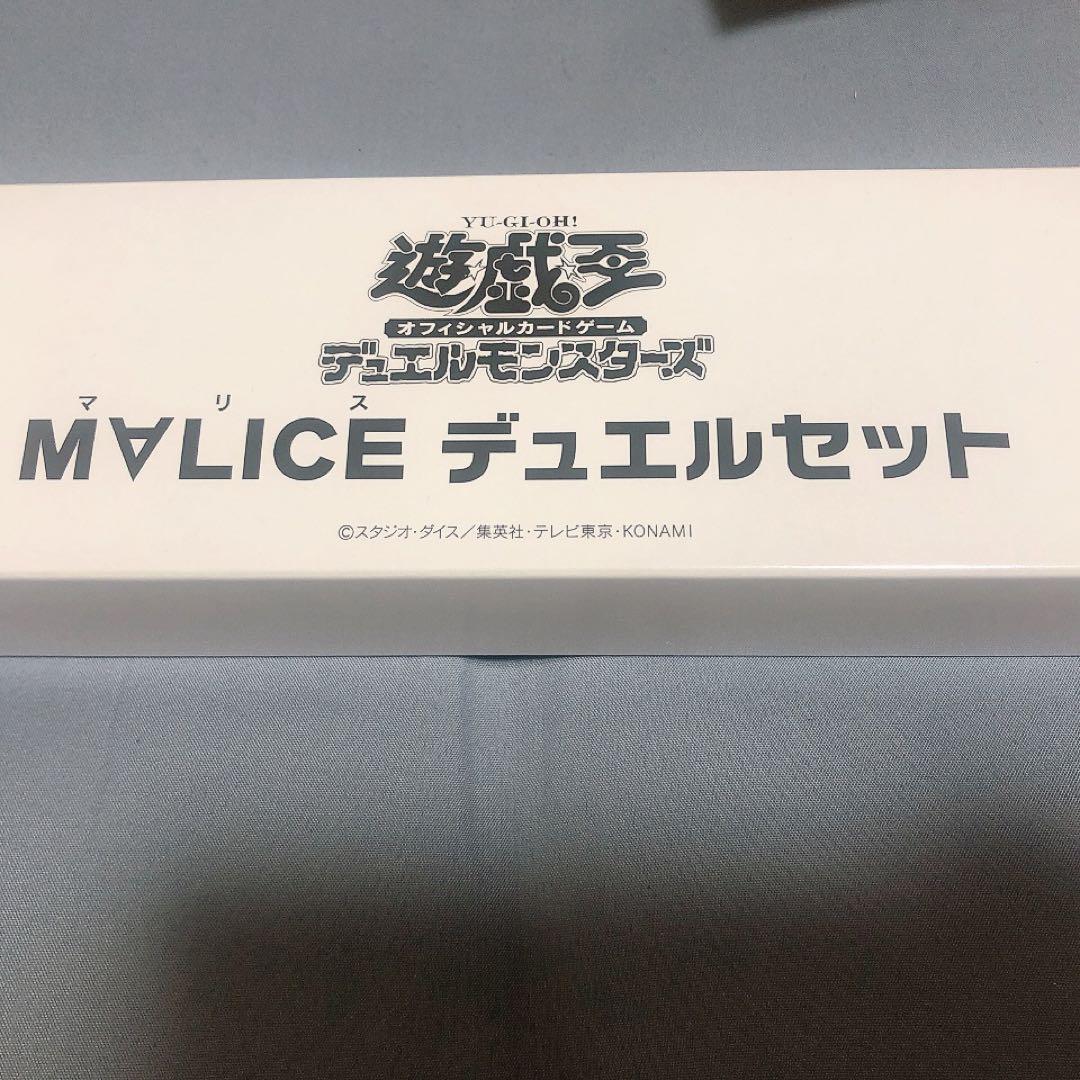 YU-GI-OH!
遊☆戯☆王
オフィシャルカードゲーム
デュエルモンスターズ
マリス
M∀LICE デュエルセット
©スタジオ・ダイス/集英社・テレビ東京・KONAMI